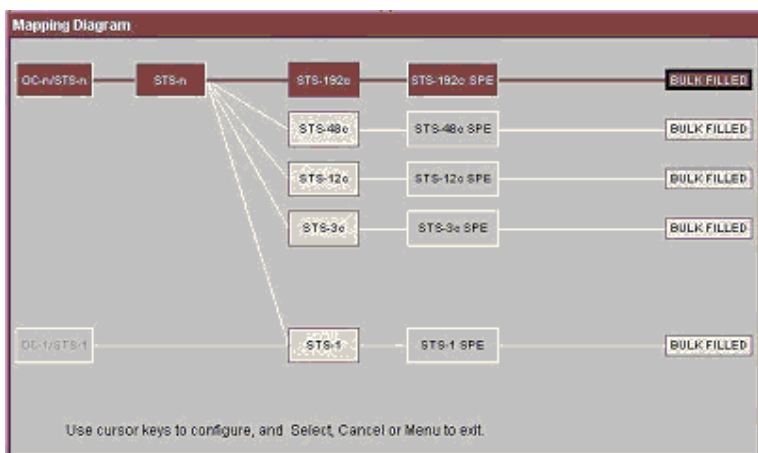 Mapping Diagram
OC-n/STS-n STS-n STS-192c STS-192c SPE BULK FILLED
STS-48c STS-48c SPE BULK FILLED
STS-12c STS-12c SPE BULK FILLED
STS-3c STS-3c SPE BULK FILLED
OC-1/STS-1 STS-1 STS-1 SPE BULK FILLED
Use cursor keys to configure, and Select, Cancel or Menu to exit.